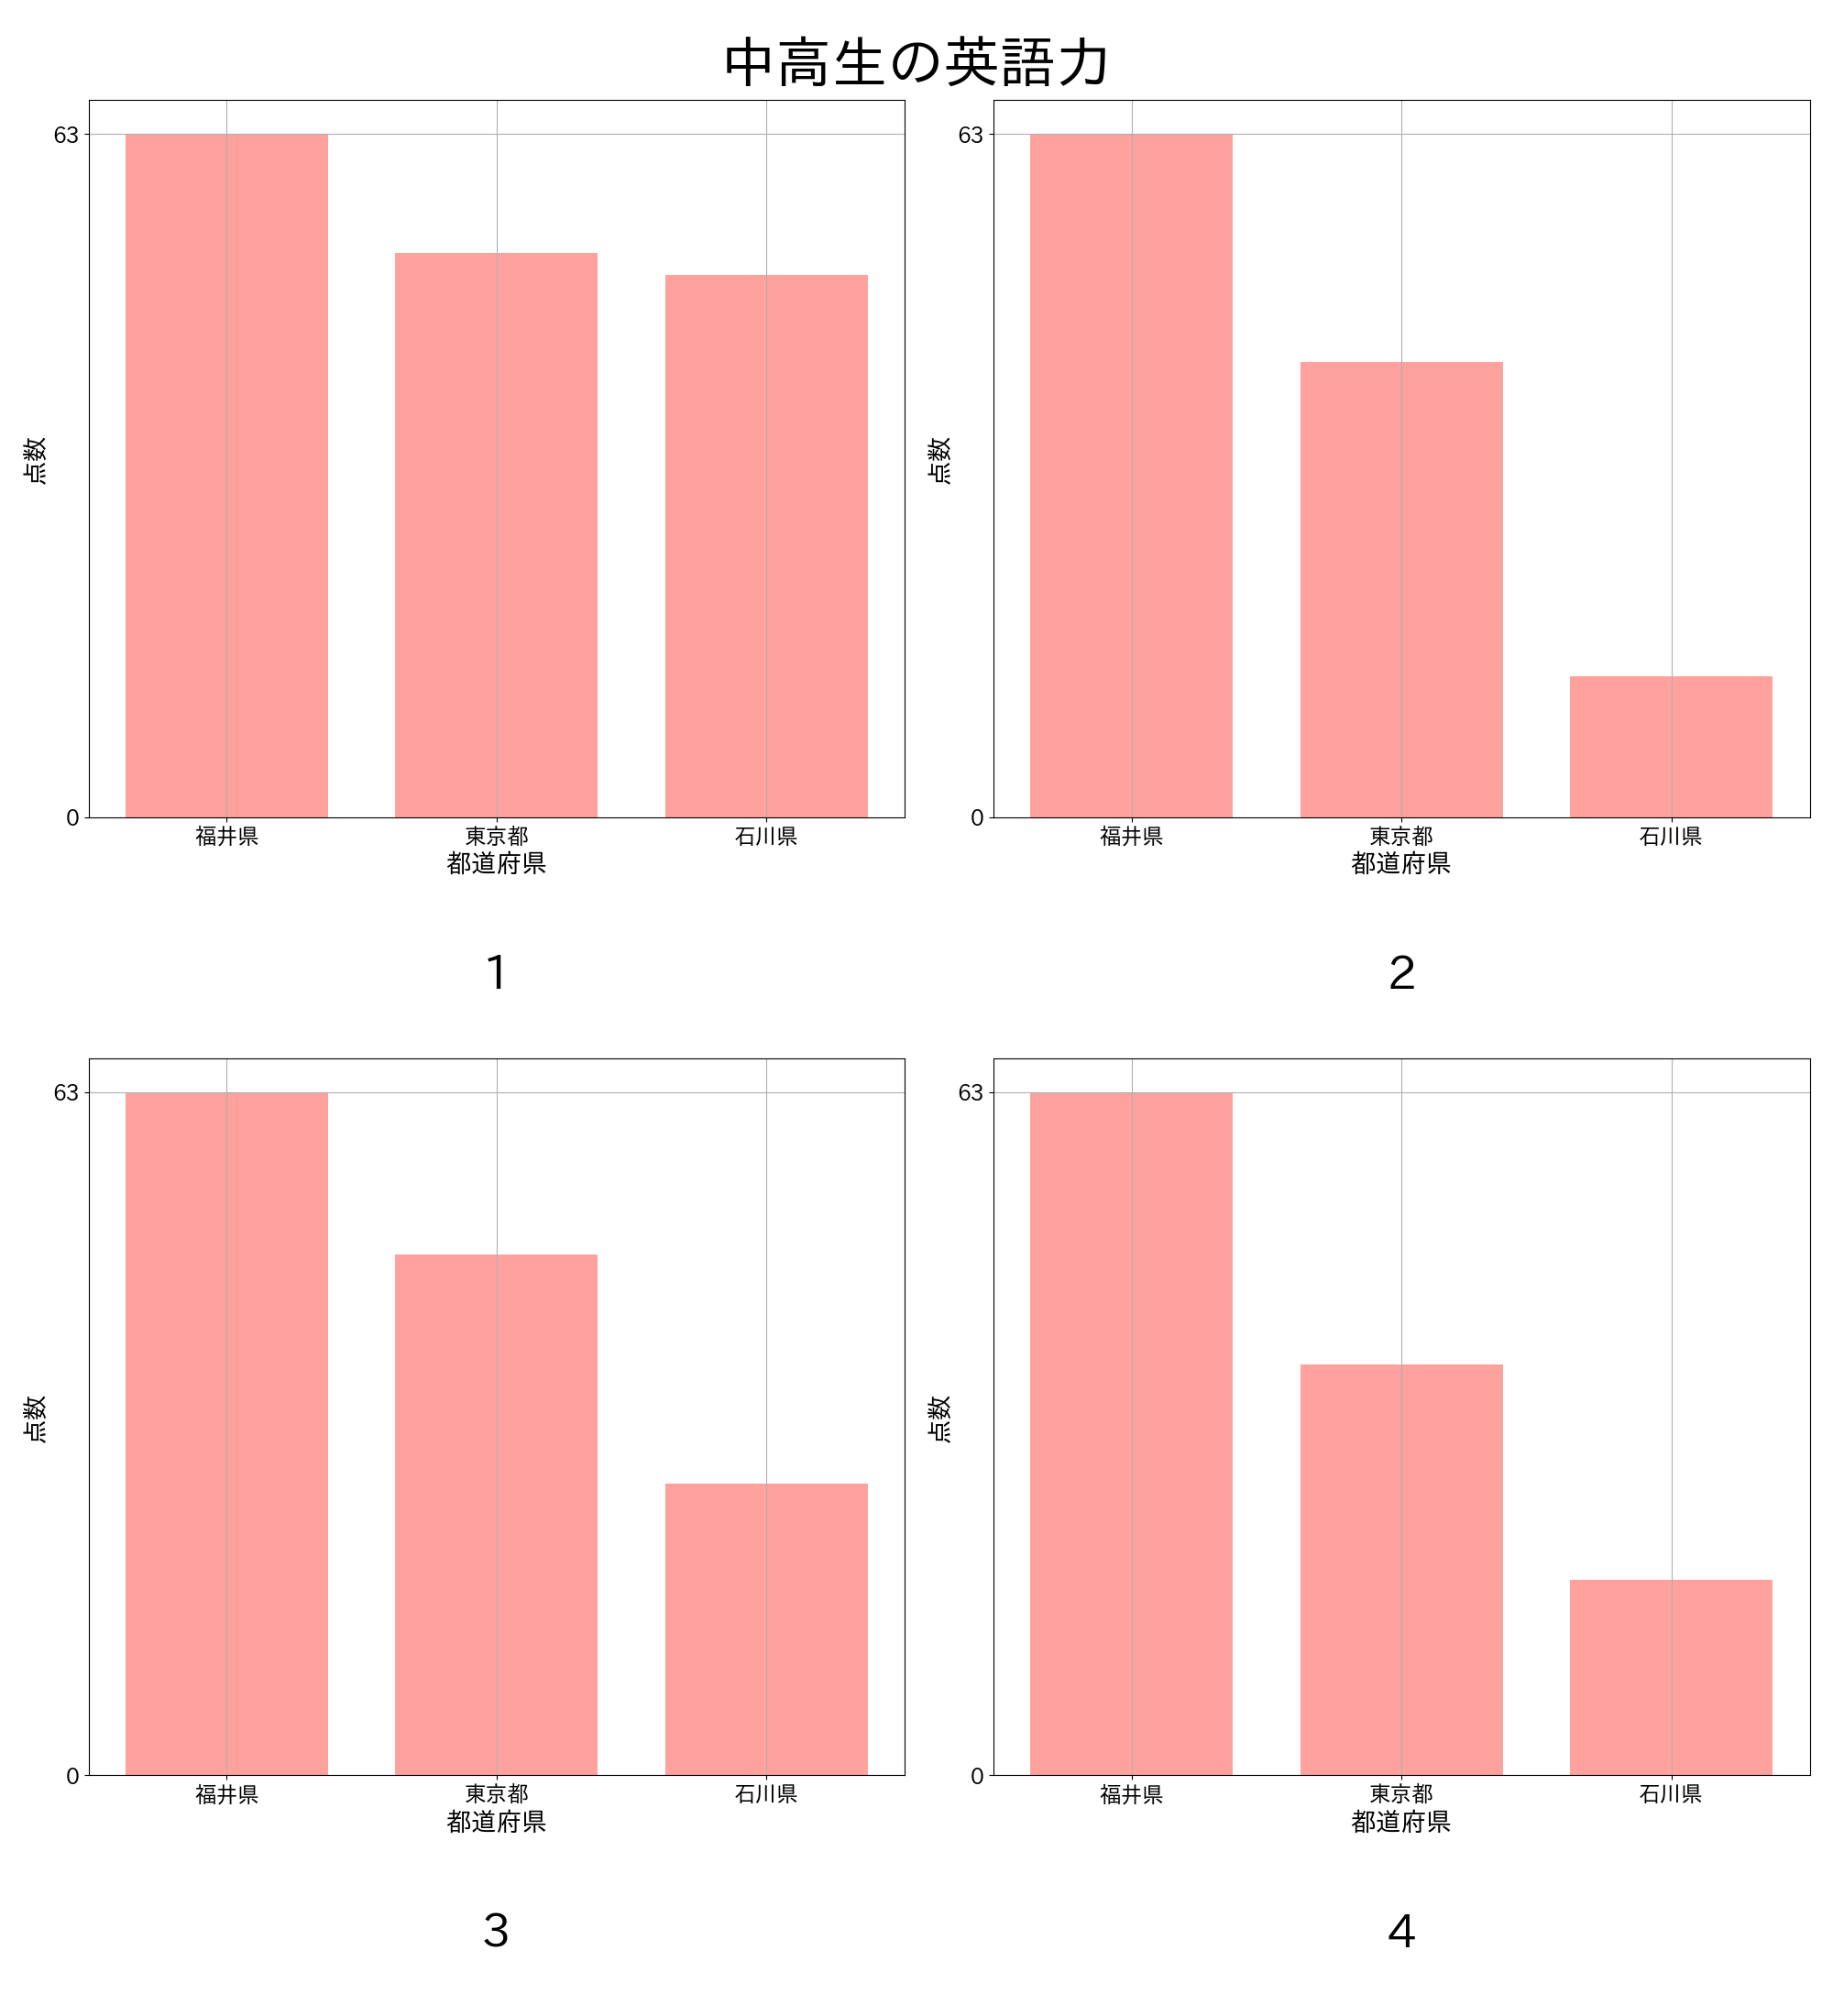 中高生の英語力
63
点数
0
福井県 東京都 石川県
都道府県
1
63
点数
0
福井県 東京都 石川県
都道府県
2
63
点数
0
福井県 東京都 石川県
都道府県
3
63
点数
0
福井県 東京都 石川県
都道府県
4